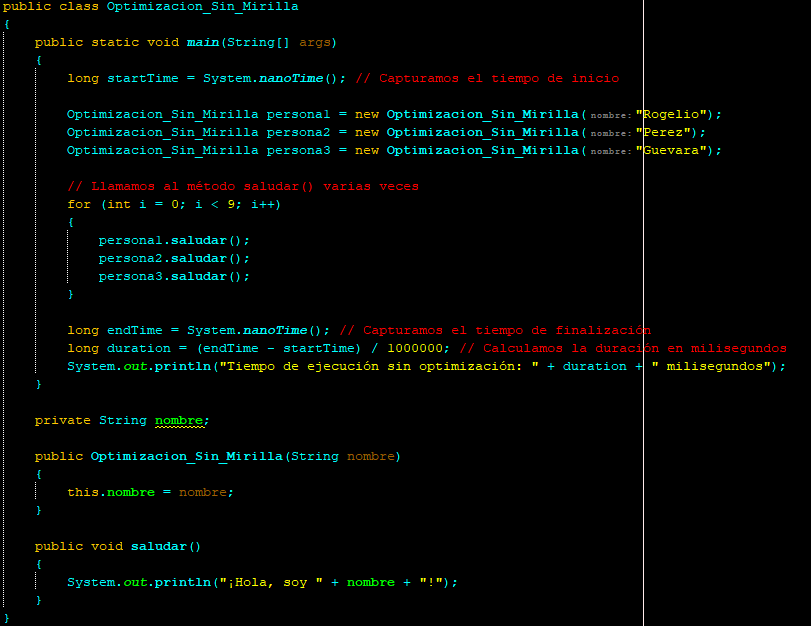 public class Optimizacion_Sin_Mirilla
{
    public static void main(String[] args)
    {
        long startTime = System.nanoTime(); // Capturamos el tiempo de inicio
        Optimizacion_Sin_Mirilla persona1 = new Optimizacion_Sin_Mirilla( nombre: "Rogelio");
        Optimizacion_Sin_Mirilla persona2 = new Optimizacion_Sin_Mirilla( nombre: "Perez");
        Optimizacion_Sin_Mirilla persona3 = new Optimizacion_Sin_Mirilla( nombre: "Guevara");
        // Llamamos al método saludar() varias veces
        for (int i = 0; i < 9; i++)
        {
            persona1.saludar();
            persona2.saludar();
            persona3.saludar();
        }
        long endTime = System.nanoTime(); // Capturamos el tiempo de finalización
        long duration = (endTime - startTime) / 1000000; // Calculamos la duración en milisegundos
        System.out.println("Tiempo de ejecución sin optimización: " + duration + " milisegundos");
    }
    private String nombre;
    public Optimizacion_Sin_Mirilla(String nombre)
    {
        this.nombre = nombre;
    }
    public void saludar()
    {
        System.out.println("¡Hola, soy " + nombre + "!");
    }
}